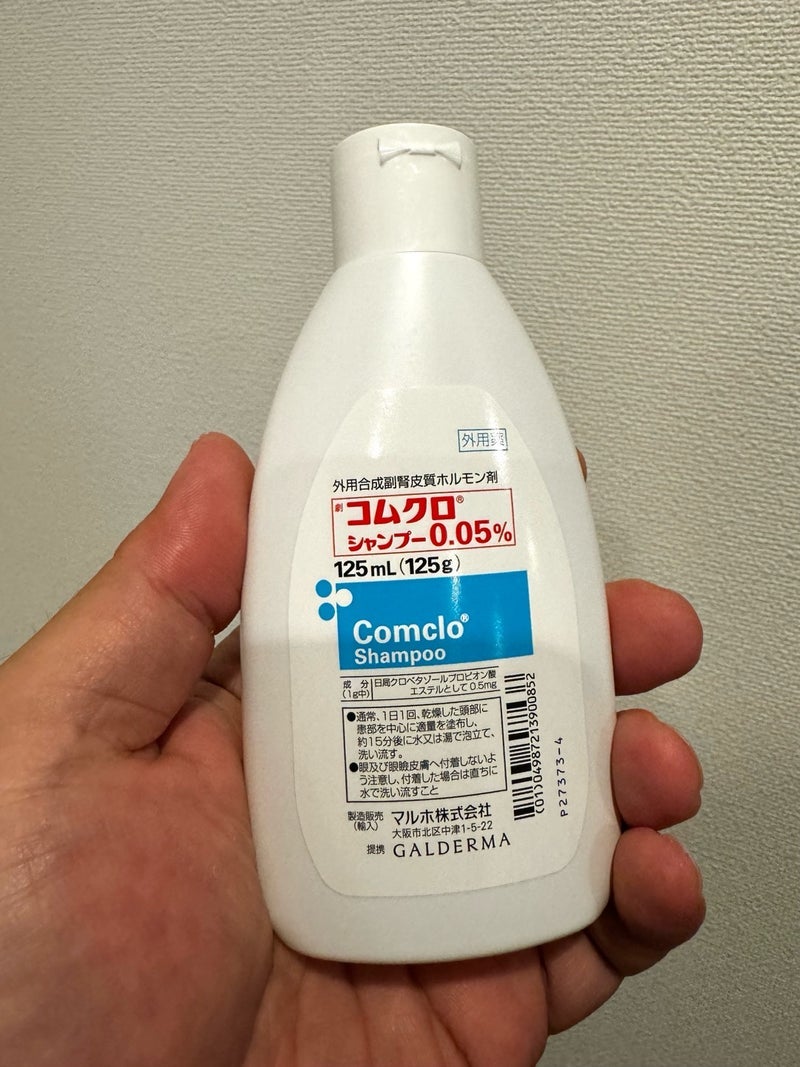 外用薬
外用合成副腎皮質ホルモン剤
劇 コムクロ®
シャンプー0.05%
125mL(125g)
Comclo®
Shampoo
成 分 日局クロベタゾールプロピオン酸
(1g中) エステルとして 0.5mg
●通常、1日1回、乾燥した頭部に
患部を中心に適量を塗布し、
約15分後に水又は湯で泡立て、
洗い流す。
●眼及び眼瞼皮膚へ付着しないよ
う注意し、付着した場合は直ちに
水で洗い流すこと
製造販売 マルホ株式会社
(輸入) 大阪市北区中津1-5-22
提携 GALDERMA
(01)04987213900852
P27373-4